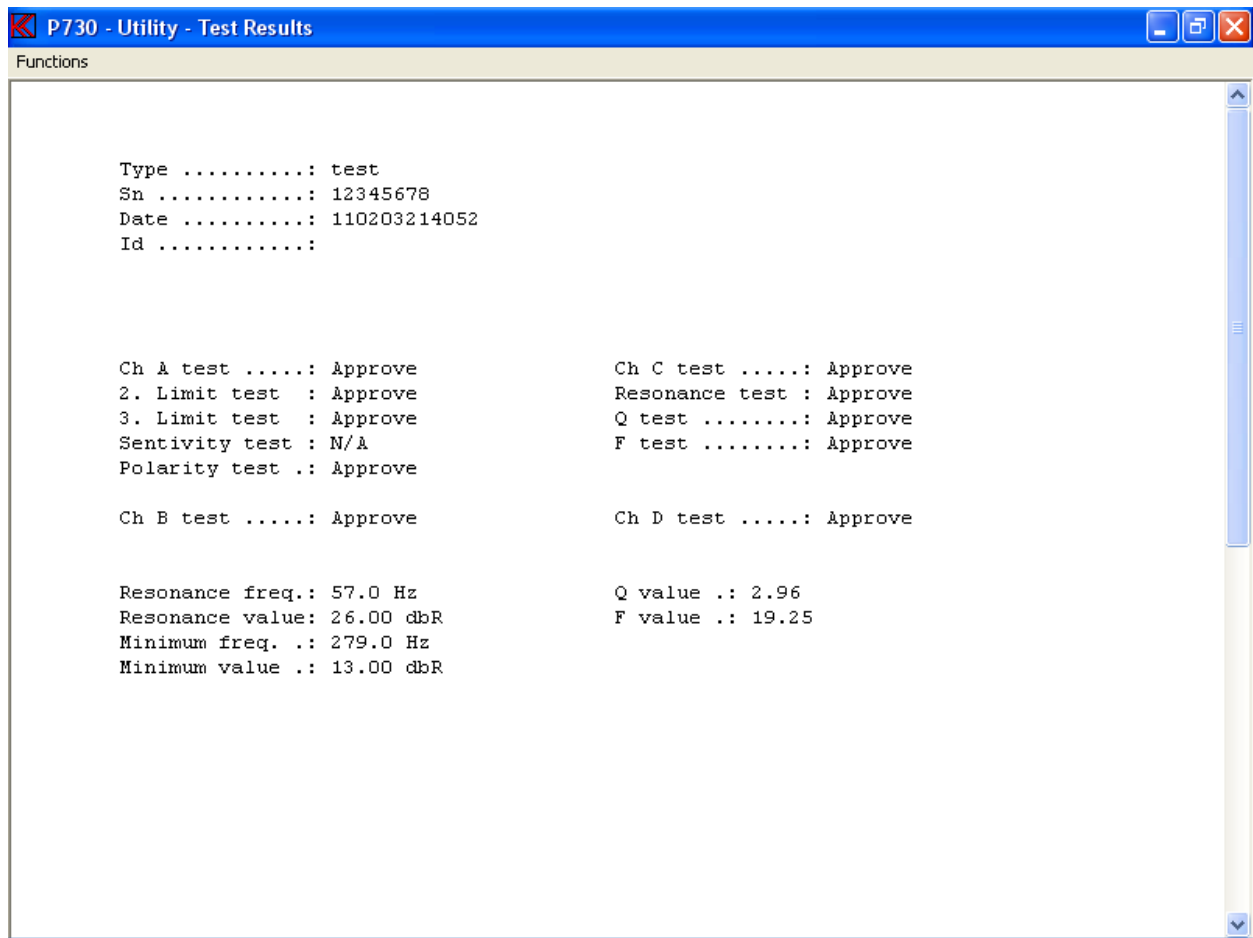 P730 - Utility - Test Results
Functions
Type ..........: test
Sn ............: 12345678
Date ..........: 110203214052
Id ............:
Ch A test .....: Approve Ch C test .....: Approve
2. Limit test : Approve Resonance test : Approve
3. Limit test : Approve Q test ........: Approve
Sentivity test : N/A F test ........: Approve
Polarity test .: Approve
Ch B test .....: Approve Ch D test .....: Approve
Resonance freq.: 57.0 Hz Q value .: 2.96
Resonance value: 26.00 dbR F value .: 19.25
Minimum freq. .: 279.0 Hz
Minimum value .: 13.00 dbR